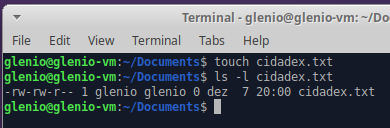 Terminal - glenio@glenio-vm:~/Documents
File Edit View Terminal Tabs Help
glenio@glenio-vm:~/Documents$ touch cidadex.txt
glenio@glenio-vm:~/Documents$ ls -l cidadex.txt
-rw-rw-r-- 1 glenio glenio 0 dez  7 20:00 cidadex.txt
glenio@glenio-vm:~/Documents$